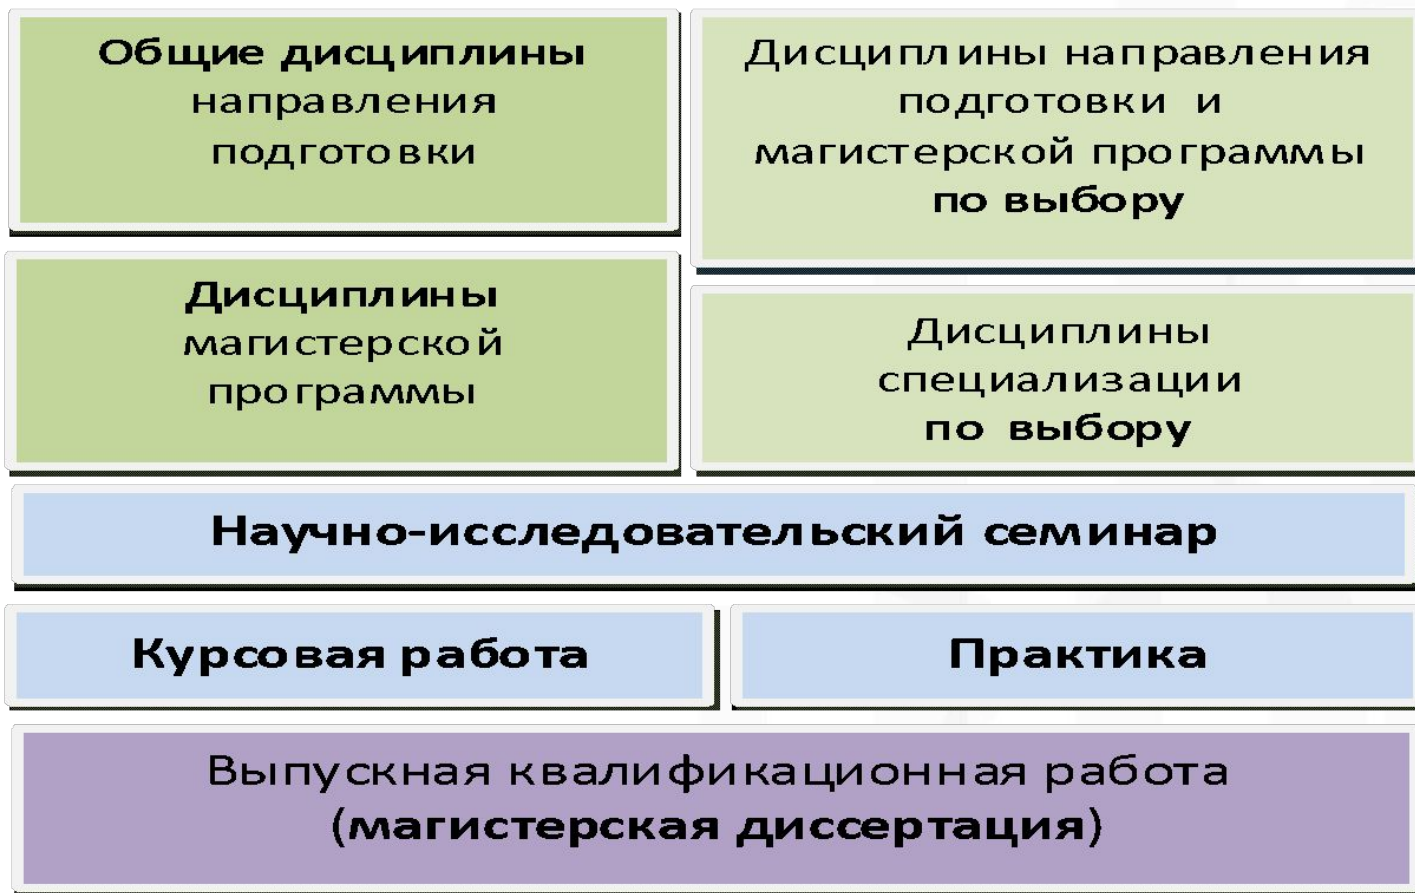 Общие дисциплины
направления
подготовки
Дисциплины направления
подготовки и
магистерской программы
по выбору
Дисциплины
магистерской
программы
Дисциплины
специализации
по выбору
Научно-исследовательский семинар
Курсовая работа
Практика
Выпускная квалификационная работа
(магистерская диссертация)